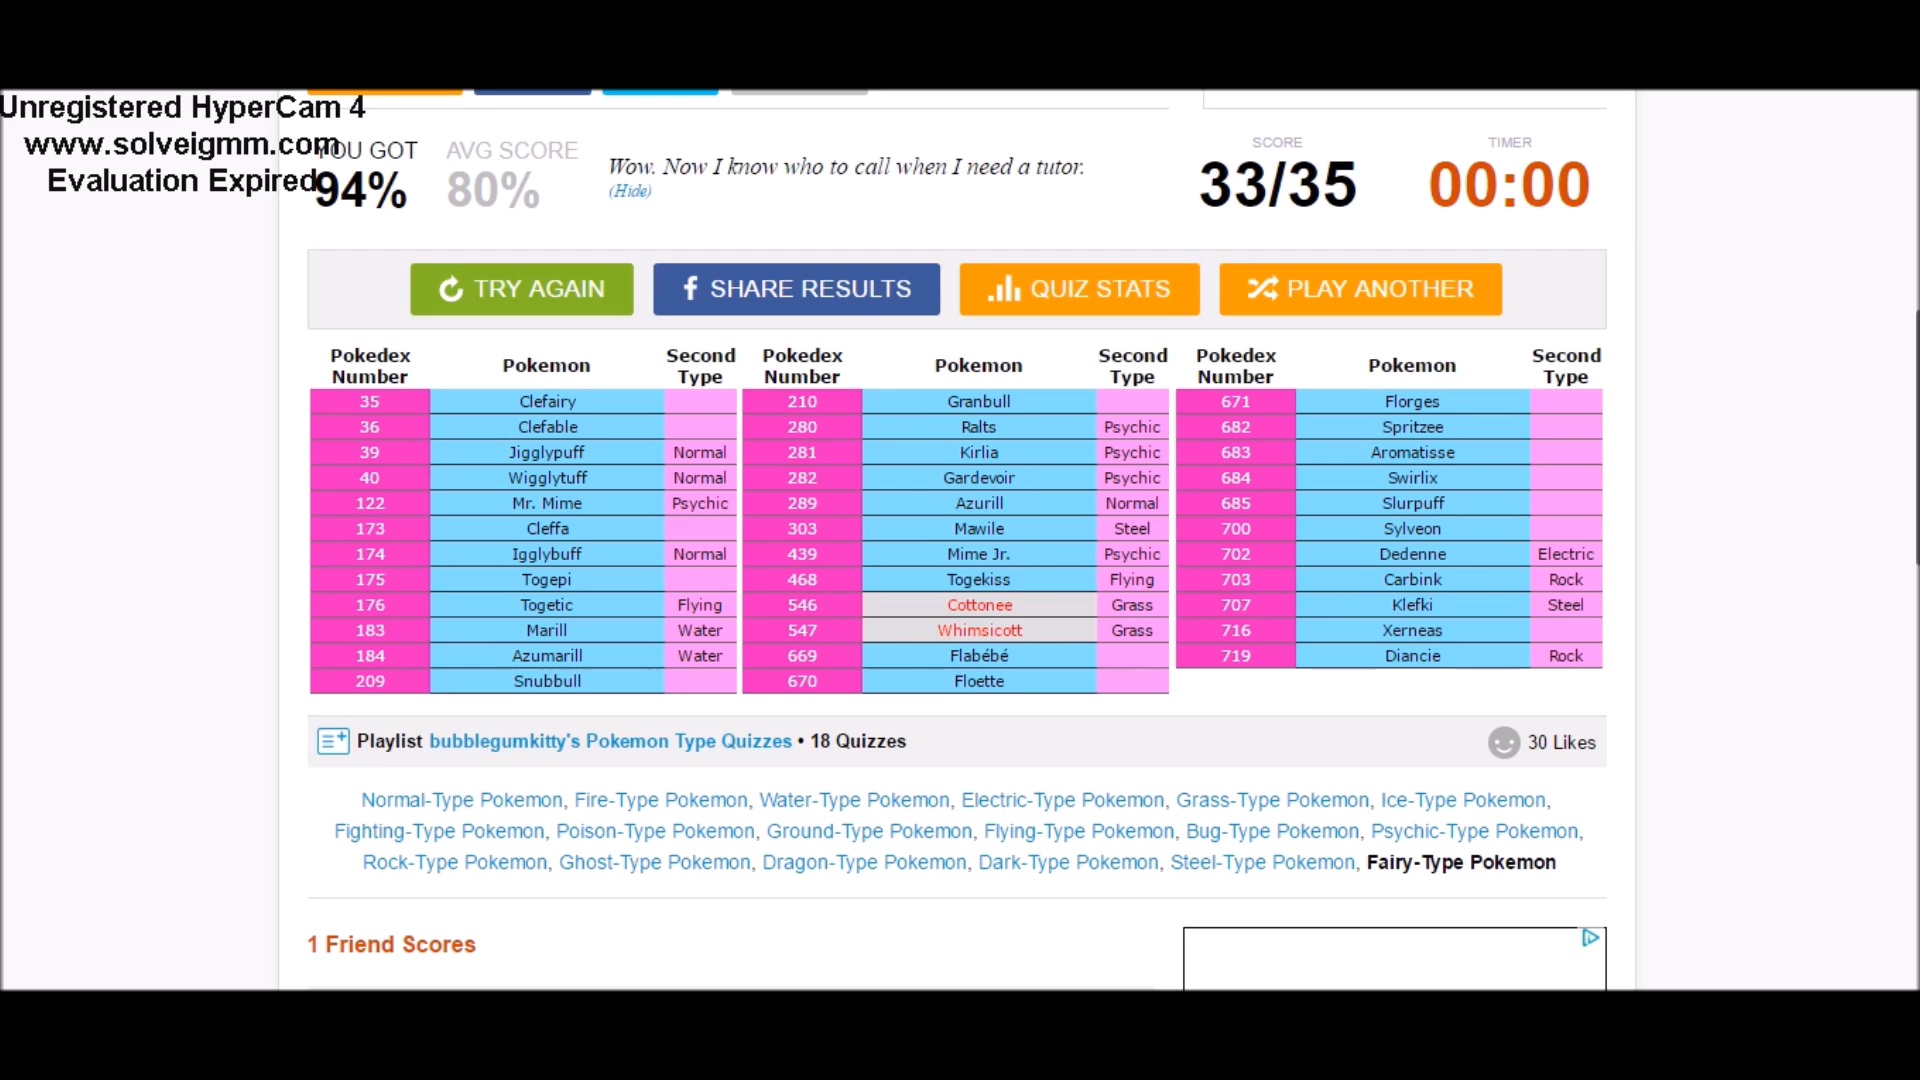 Unregistered HyperCam 4
www.solveigmm.com
Evaluation Expired
YOU GOT
94%
AVG SCORE
80%
Wow. Now I know who to call when I need a tutor.
(Hide)
SCORE
33/35
TIMER
00:00
TRY AGAIN
f SHARE RESULTS
QUIZ STATS
PLAY ANOTHER
Pokedex Number Pokemon Second Type
35 Clefairy
36 Clefable
39 Jigglypuff Normal
40 Wigglytuff Normal
122 Mr. Mime Psychic
173 Cleffa
174 Igglybuff Normal
175 Togepi
176 Togetic Flying
183 Marill Water
184 Azumarill Water
209 Snubbull
Pokedex Number Pokemon Second Type
210 Granbull
280 Ralts Psychic
281 Kirlia Psychic
282 Gardevoir Psychic
289 Azurill Normal
303 Mawile Steel
439 Mime Jr. Psychic
468 Togekiss Flying
546 Cottonee Grass
547 Whimsicott Grass
669 Flabébé
670 Floette
Pokedex Number Pokemon Second Type
671 Florges
682 Spritzee
683 Aromatisse
684 Swirlix
685 Slurpuff
700 Sylveon
702 Dedenne Electric
703 Carbink Rock
707 Klefki Steel
716 Xerneas
719 Diancie Rock
Playlist bubblegumkitty's Pokemon Type Quizzes • 18 Quizzes
30 Likes
Normal-Type Pokemon, Fire-Type Pokemon, Water-Type Pokemon, Electric-Type Pokemon, Grass-Type Pokemon, Ice-Type Pokemon,
Fighting-Type Pokemon, Poison-Type Pokemon, Ground-Type Pokemon, Flying-Type Pokemon, Bug-Type Pokemon, Psychic-Type Pokemon,
Rock-Type Pokemon, Ghost-Type Pokemon, Dragon-Type Pokemon, Dark-Type Pokemon, Steel-Type Pokemon, Fairy-Type Pokemon
1 Friend Scores